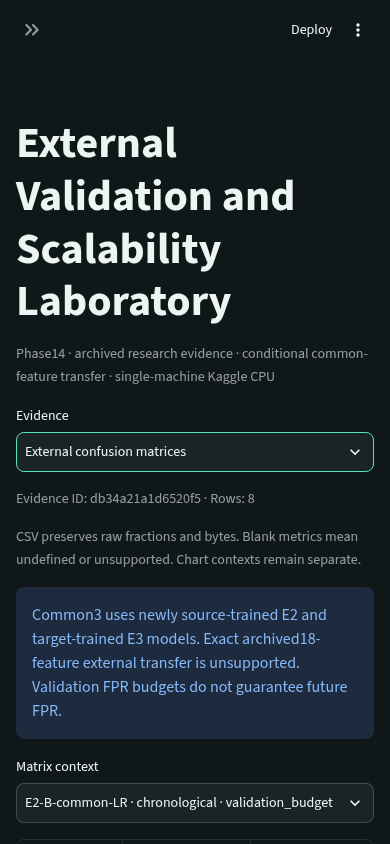 Deploy
External
Validation and
Scalability
Laboratory
Phase14 · archived research evidence · conditional common-
feature transfer · single-machine Kaggle CPU
Evidence
External confusion matrices
Evidence ID: db34a21a1d6520f5 · Rows: 8
CSV preserves raw fractions and bytes. Blank metrics mean
undefined or unsupported. Chart contexts remain separate.
Common3 uses newly source-trained E2 and
target-trained E3 models. Exact archived18-
feature external transfer is unsupported.
Validation FPR budgets do not guarantee future
FPR.
Matrix context
E2-B-common-LR · chronological · validation_budget